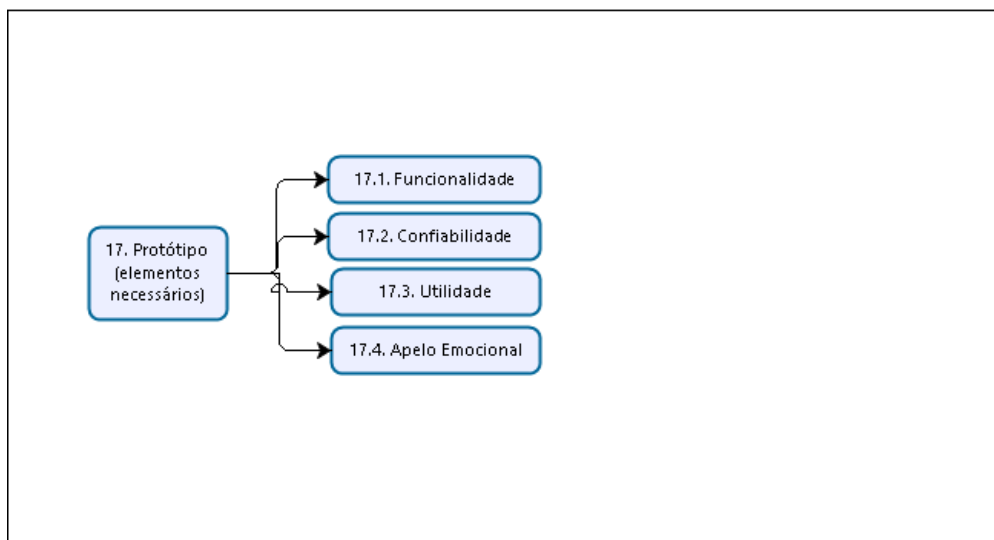 17. Protótipo
(elementos
necessários)
17.1. Funcionalidade
17.2. Confiabilidade
17.3. Utilidade
17.4. Apelo Emocional